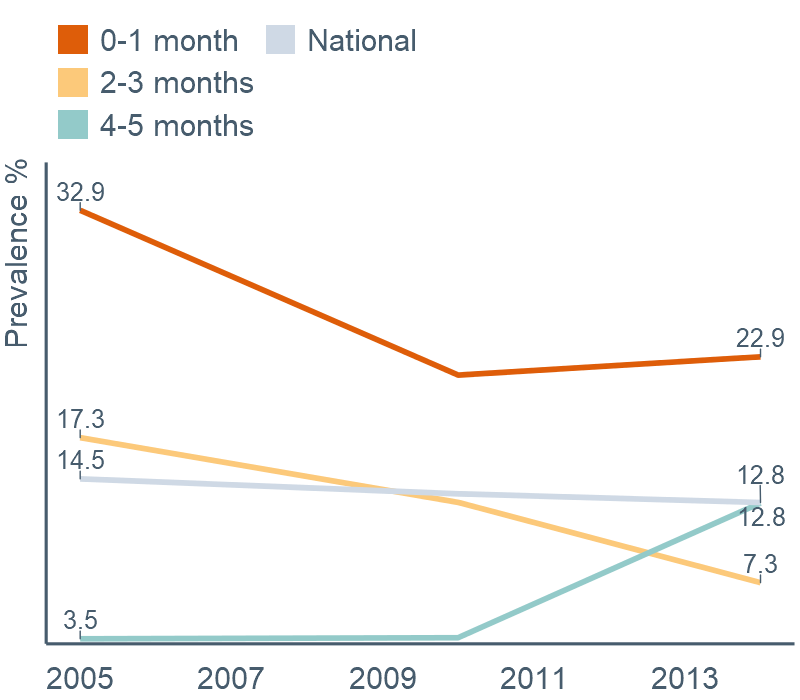 0-1 month National
2-3 months
4-5 months
Prevalence %
32.9
22.9
17.3
14.5
12.8
12.8
7.3
3.5
2005 2007 2009 2011 2013